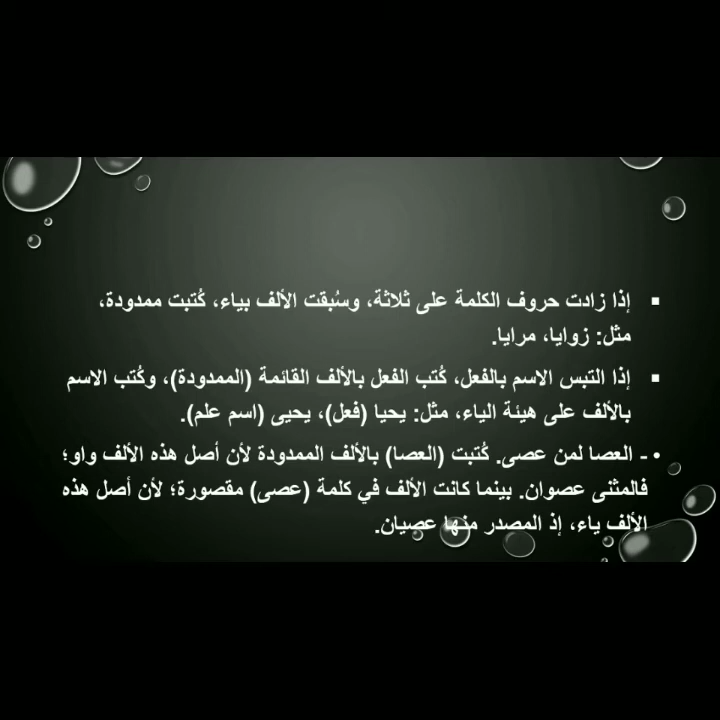 ▪ إذا زادت حروف الكلمة على ثلاثة، وسُبقت الألف بياء، كُتبت ممدودة،
مثل: زوايا، مرايا.
▪ إذا التبس الاسم بالفعل، كُتب الفعل بالألف القائمة (الممدودة)، وكُتب الاسم
بالألف على هيئة الياء، مثل: يحيا (فعل)، يحيى (اسم علم).
• - العصا لمن عصى. كُتبت (العصا) بالألف الممدودة لأن أصل هذه الألف واو؛
فالمثنى عصوان. بينما كانت الألف في كلمة (عصى) مقصورة؛ لأن أصل هذه
الألف ياء، إذ المصدر منها عصيان.